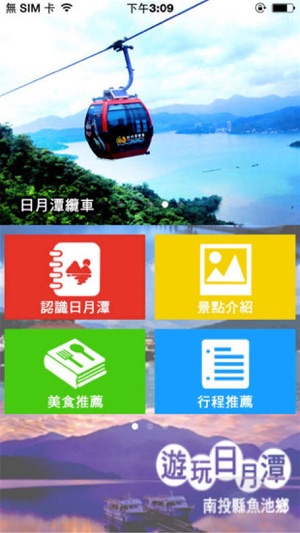 無 SIM 卡
下午3:09
日月潭纜車
認識日月潭
景點介紹
美食推薦
行程推薦
遊玩日月潭
南投縣魚池鄉